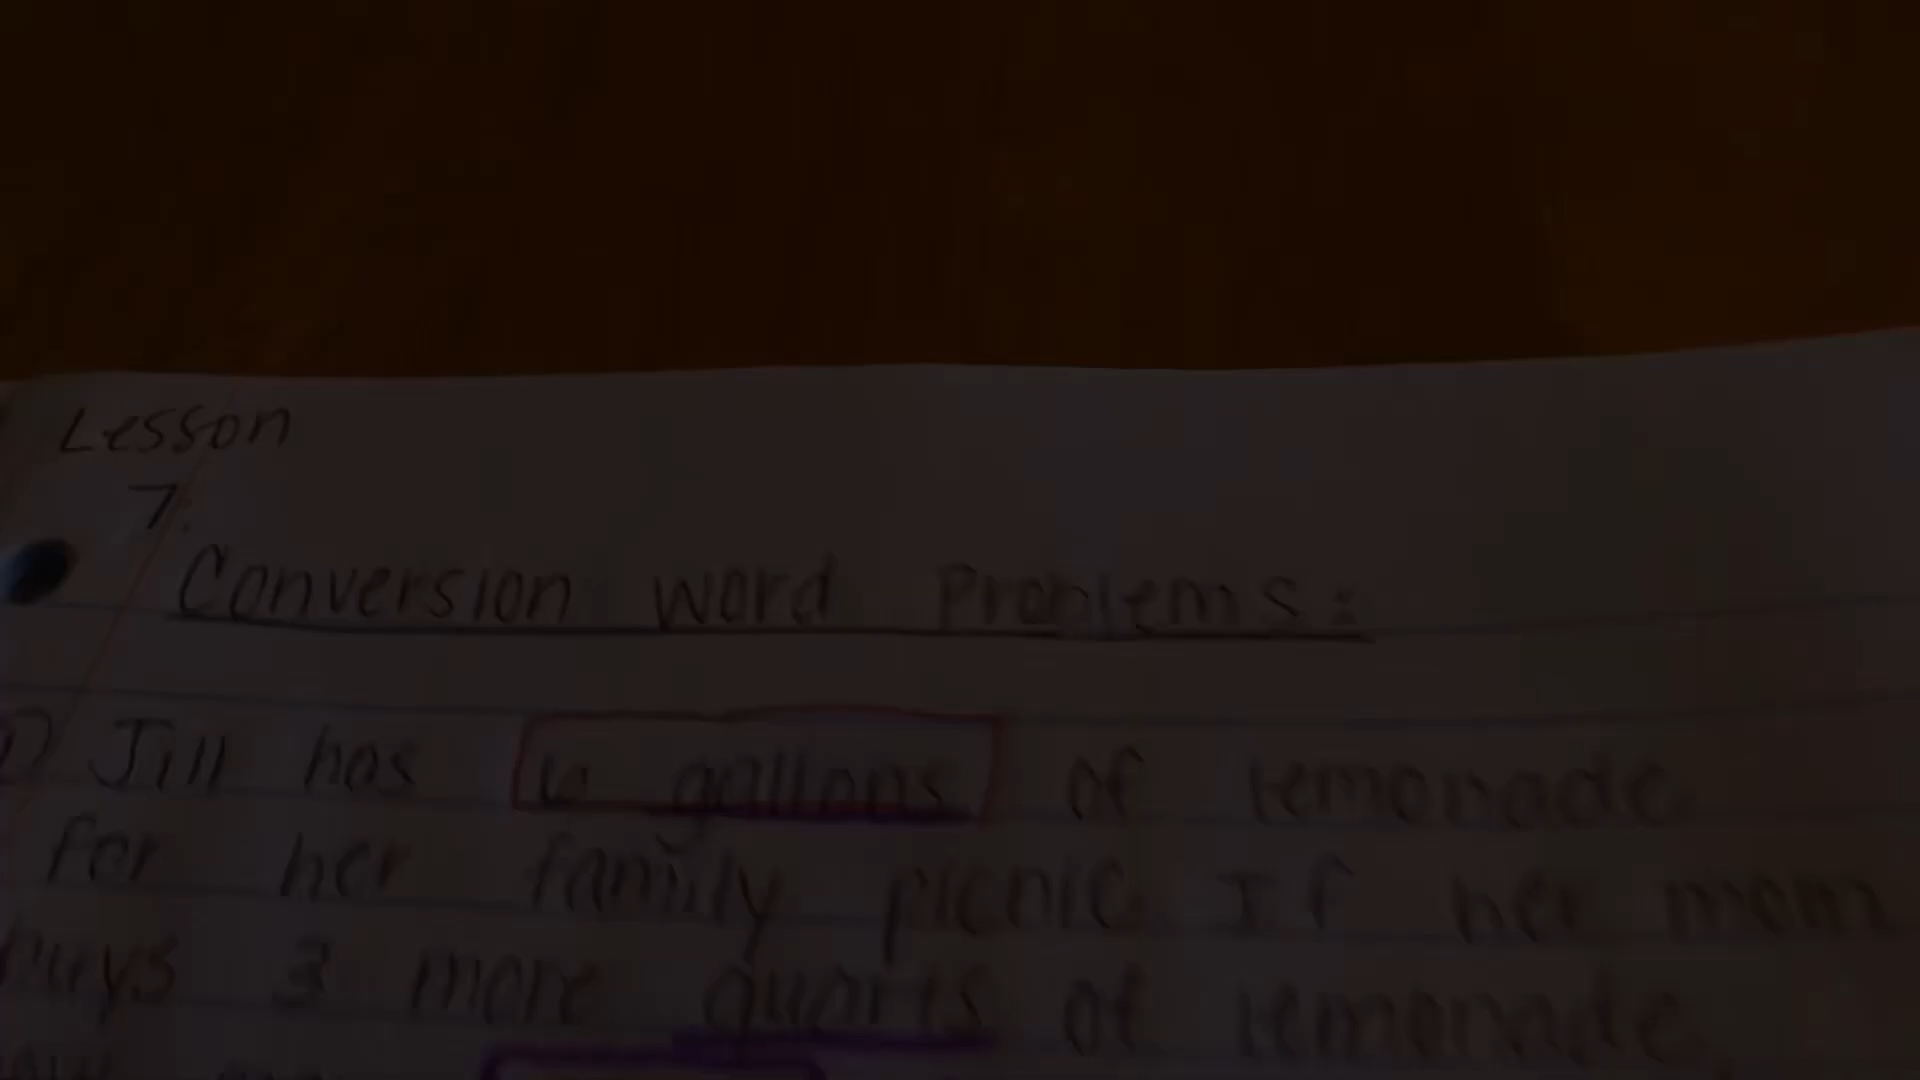 Lesson
7:
Conversion word Problems:
1) Jill has 6 gallons of lemonade
for her family picnic. If her mom
buys 3 more quarts of lemonade,